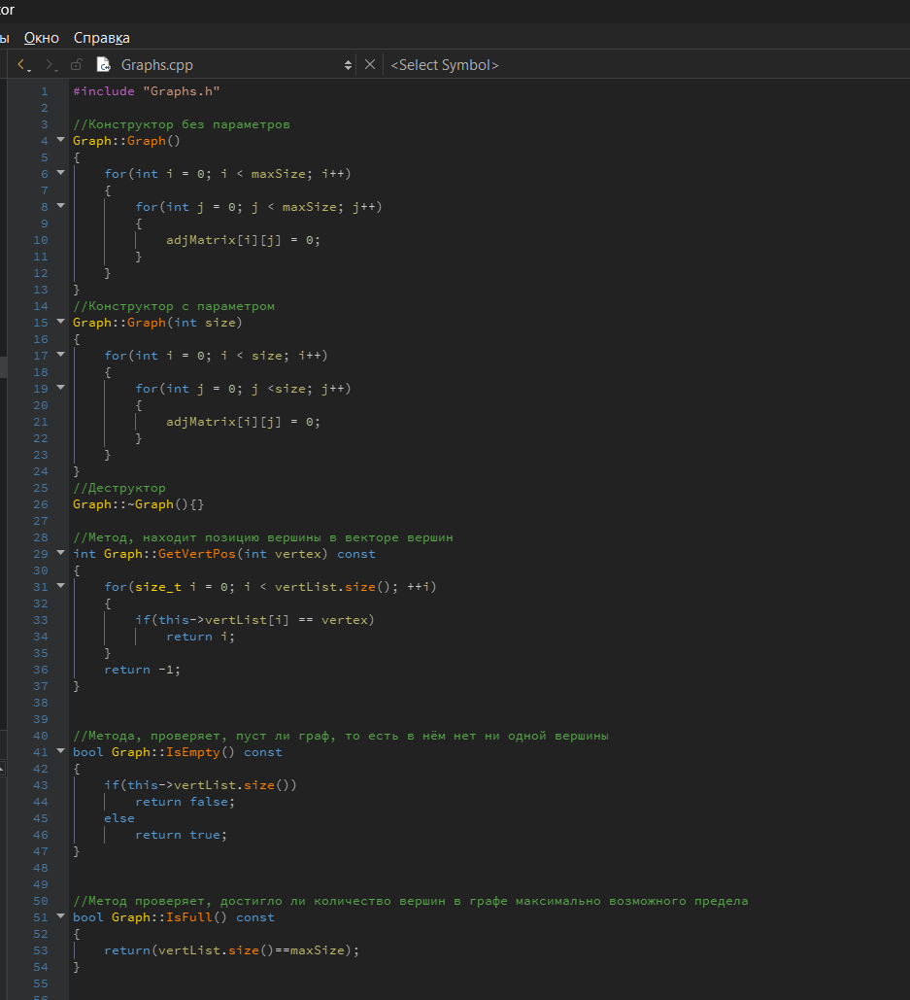 tor
ы Окно Справка
Graphs.cpp <Select Symbol>
1 #include "Graphs.h"
2
3 //Конструктор без параметров
4 Graph::Graph()
5 {
6 for(int i = 0; i < maxSize; i++)
7 {
8 for(int j = 0; j < maxSize; j++)
9 {
10 adjMatrix[i][j] = 0;
11 }
12 }
13 }
14 //Конструктор с параметром
15 Graph::Graph(int size)
16 {
17 for(int i = 0; i < size; i++)
18 {
19 for(int j = 0; j <size; j++)
20 {
21 adjMatrix[i][j] = 0;
22 }
23 }
24 }
25 //Деструктор
26 Graph::~Graph(){}
27
28 //Метод, находит позицию вершины в векторе вершин
29 int Graph::GetVertPos(int vertex) const
30 {
31 for(size_t i = 0; i < vertList.size(); ++i)
32 {
33 if(this->vertList[i] == vertex)
34 return i;
35 }
36 return -1;
37 }
38
39
40 //Метода, проверяет, пуст ли граф, то есть в нём нет ни одной вершины
41 bool Graph::IsEmpty() const
42 {
43 if(this->vertList.size())
44 return false;
45 else
46 return true;
47 }
48
49
50 //Метод проверяет, достигло ли количество вершин в графе максимально возможного предела
51 bool Graph::IsFull() const
52 {
53 return(vertList.size()==maxSize);
54 }
55
56